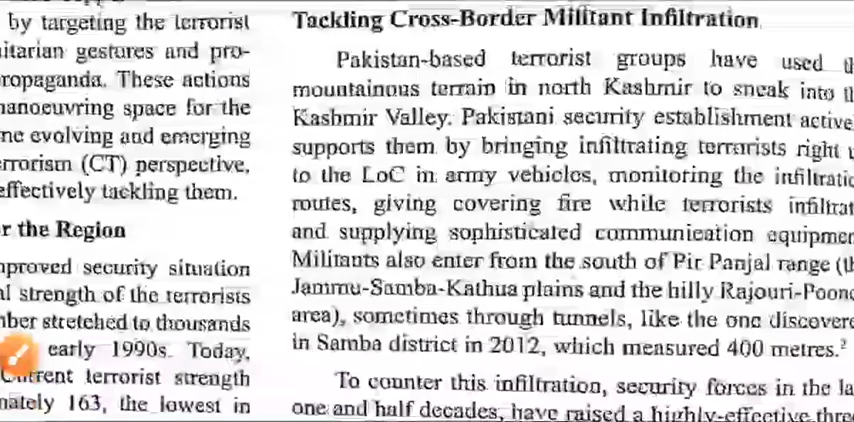 by targeting the terrorist
itarian gestures and pro-
ropaganda. These actions
anoeuvring space for the
ne evolving and emerging
rrorism (CT) perspective,
effectively tackling them.
r the Region
nproved security situation
al strength of the terrorists
nber stretched to thousands
early 1990s. Today,
Current terrorist strength
nately 163, the lowest in
Tackling Cross-Border Militant Infiltration
Pakistan-based terrorist groups have used th
mountainous terrain in north Kashmir to sneak into th
Kashmir Valley. Pakistani security establishment active
supports them by bringing infiltrating terrorists right u
to the LoC in army vehicles, monitoring the infiltratio
routes, giving covering fire while terrorists infiltrat
and supplying sophisticated communication equipmen
Militants also enter from the south of Pir Panjal range (th
Jammu-Samba-Kathua plains and the hilly Rajouri-Poonc
area), sometimes through tunnels, like the one discovere
in Samba district in 2012, which measured 400 metres.²
To counter this infiltration, security forces in the la
one and half decades, have raised a highly-effective three